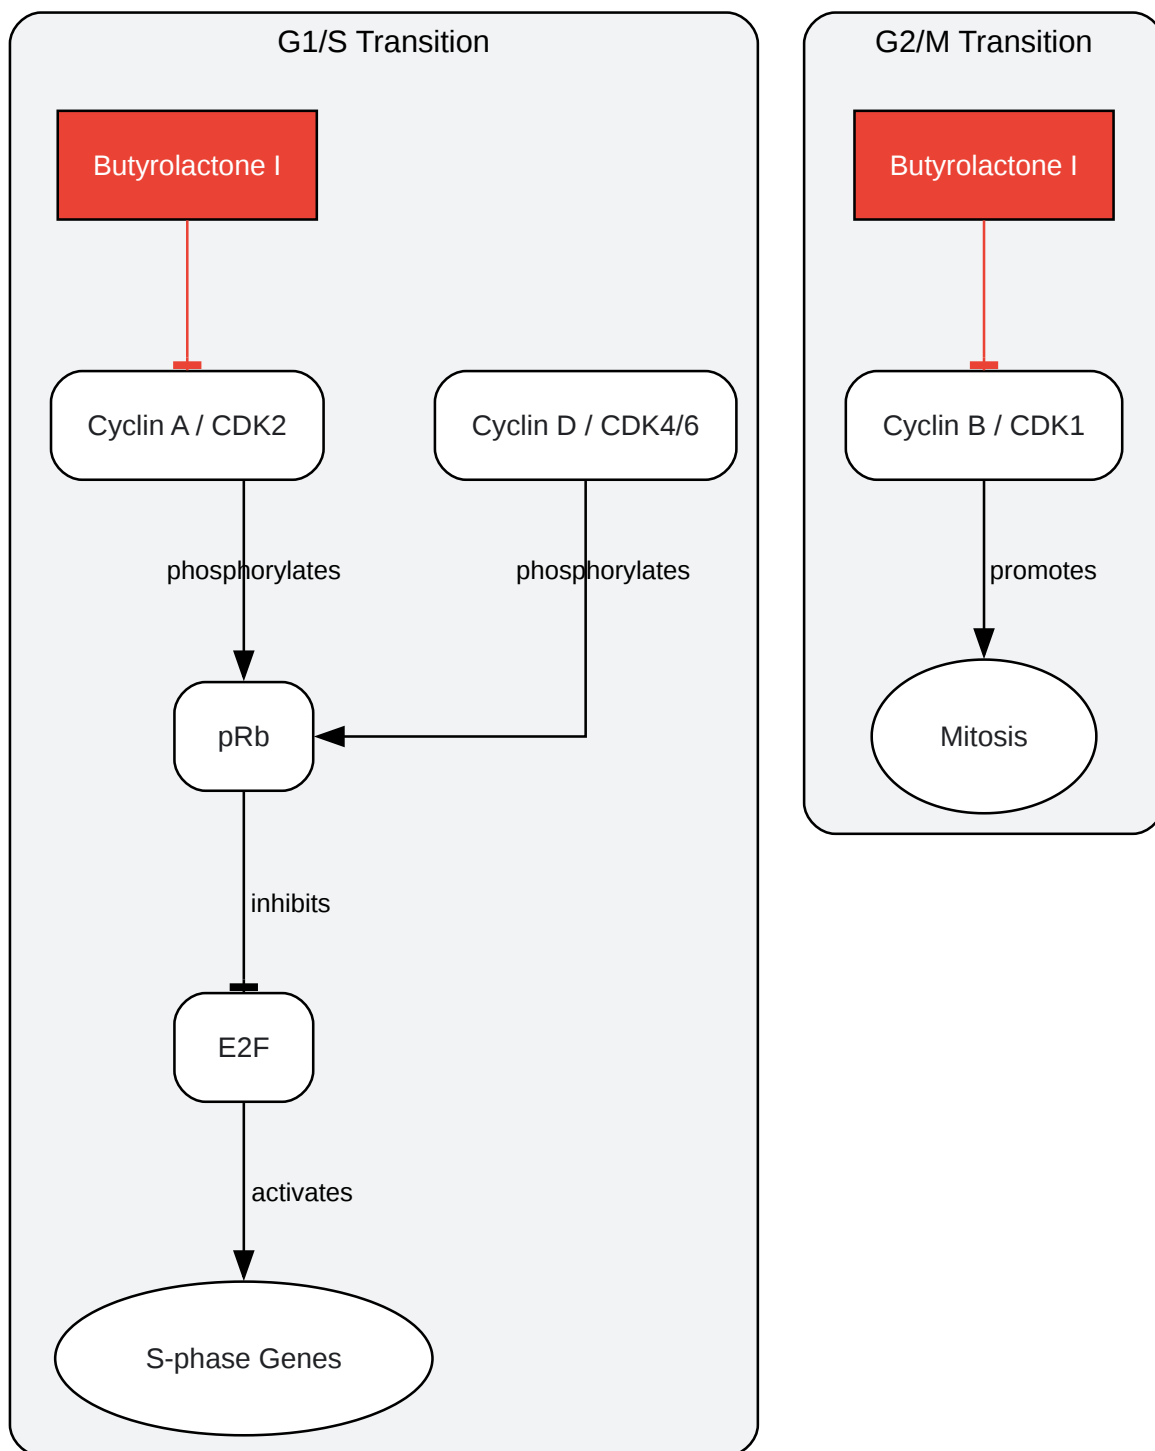 G1/S Transition
Butyrolactone I
Cyclin A / CDK2
Cyclin D / CDK4/6
phosphorylates
phosphorylates
pRb
inhibits
E2F
activates
S-phase Genes
G2/M Transition
Butyrolactone I
Cyclin B / CDK1
promotes
Mitosis